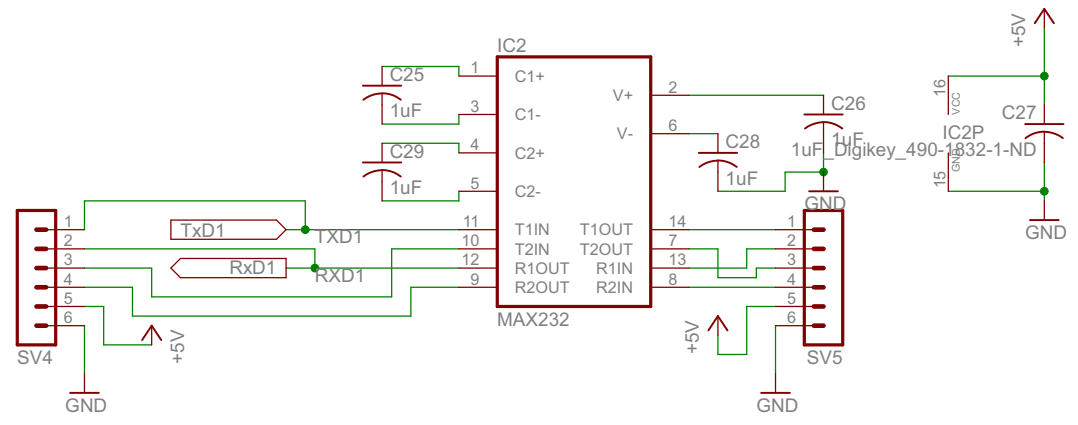 +5V
IC2
1
C1+
C25
1uF
3
C1-
4
C2+
C29
1uF
5
C2-
V+
2
C26
1uF
V-
6
C28
1uF
1uF_Digikey_490-1832-1-ND
GND
16
VCC
IC2P
C27
15
GND
GND
TxD1
TXD1
11
T1IN
T1OUT
14
10
T2IN
T2OUT
7
RxD1
RXD1
12
R1OUT
R1IN
13
9
R2OUT
R2IN
8
MAX232
1
2
3
4
5
6
SV4
+5V
GND
1
2
3
4
5
6
SV5
+5V
GND